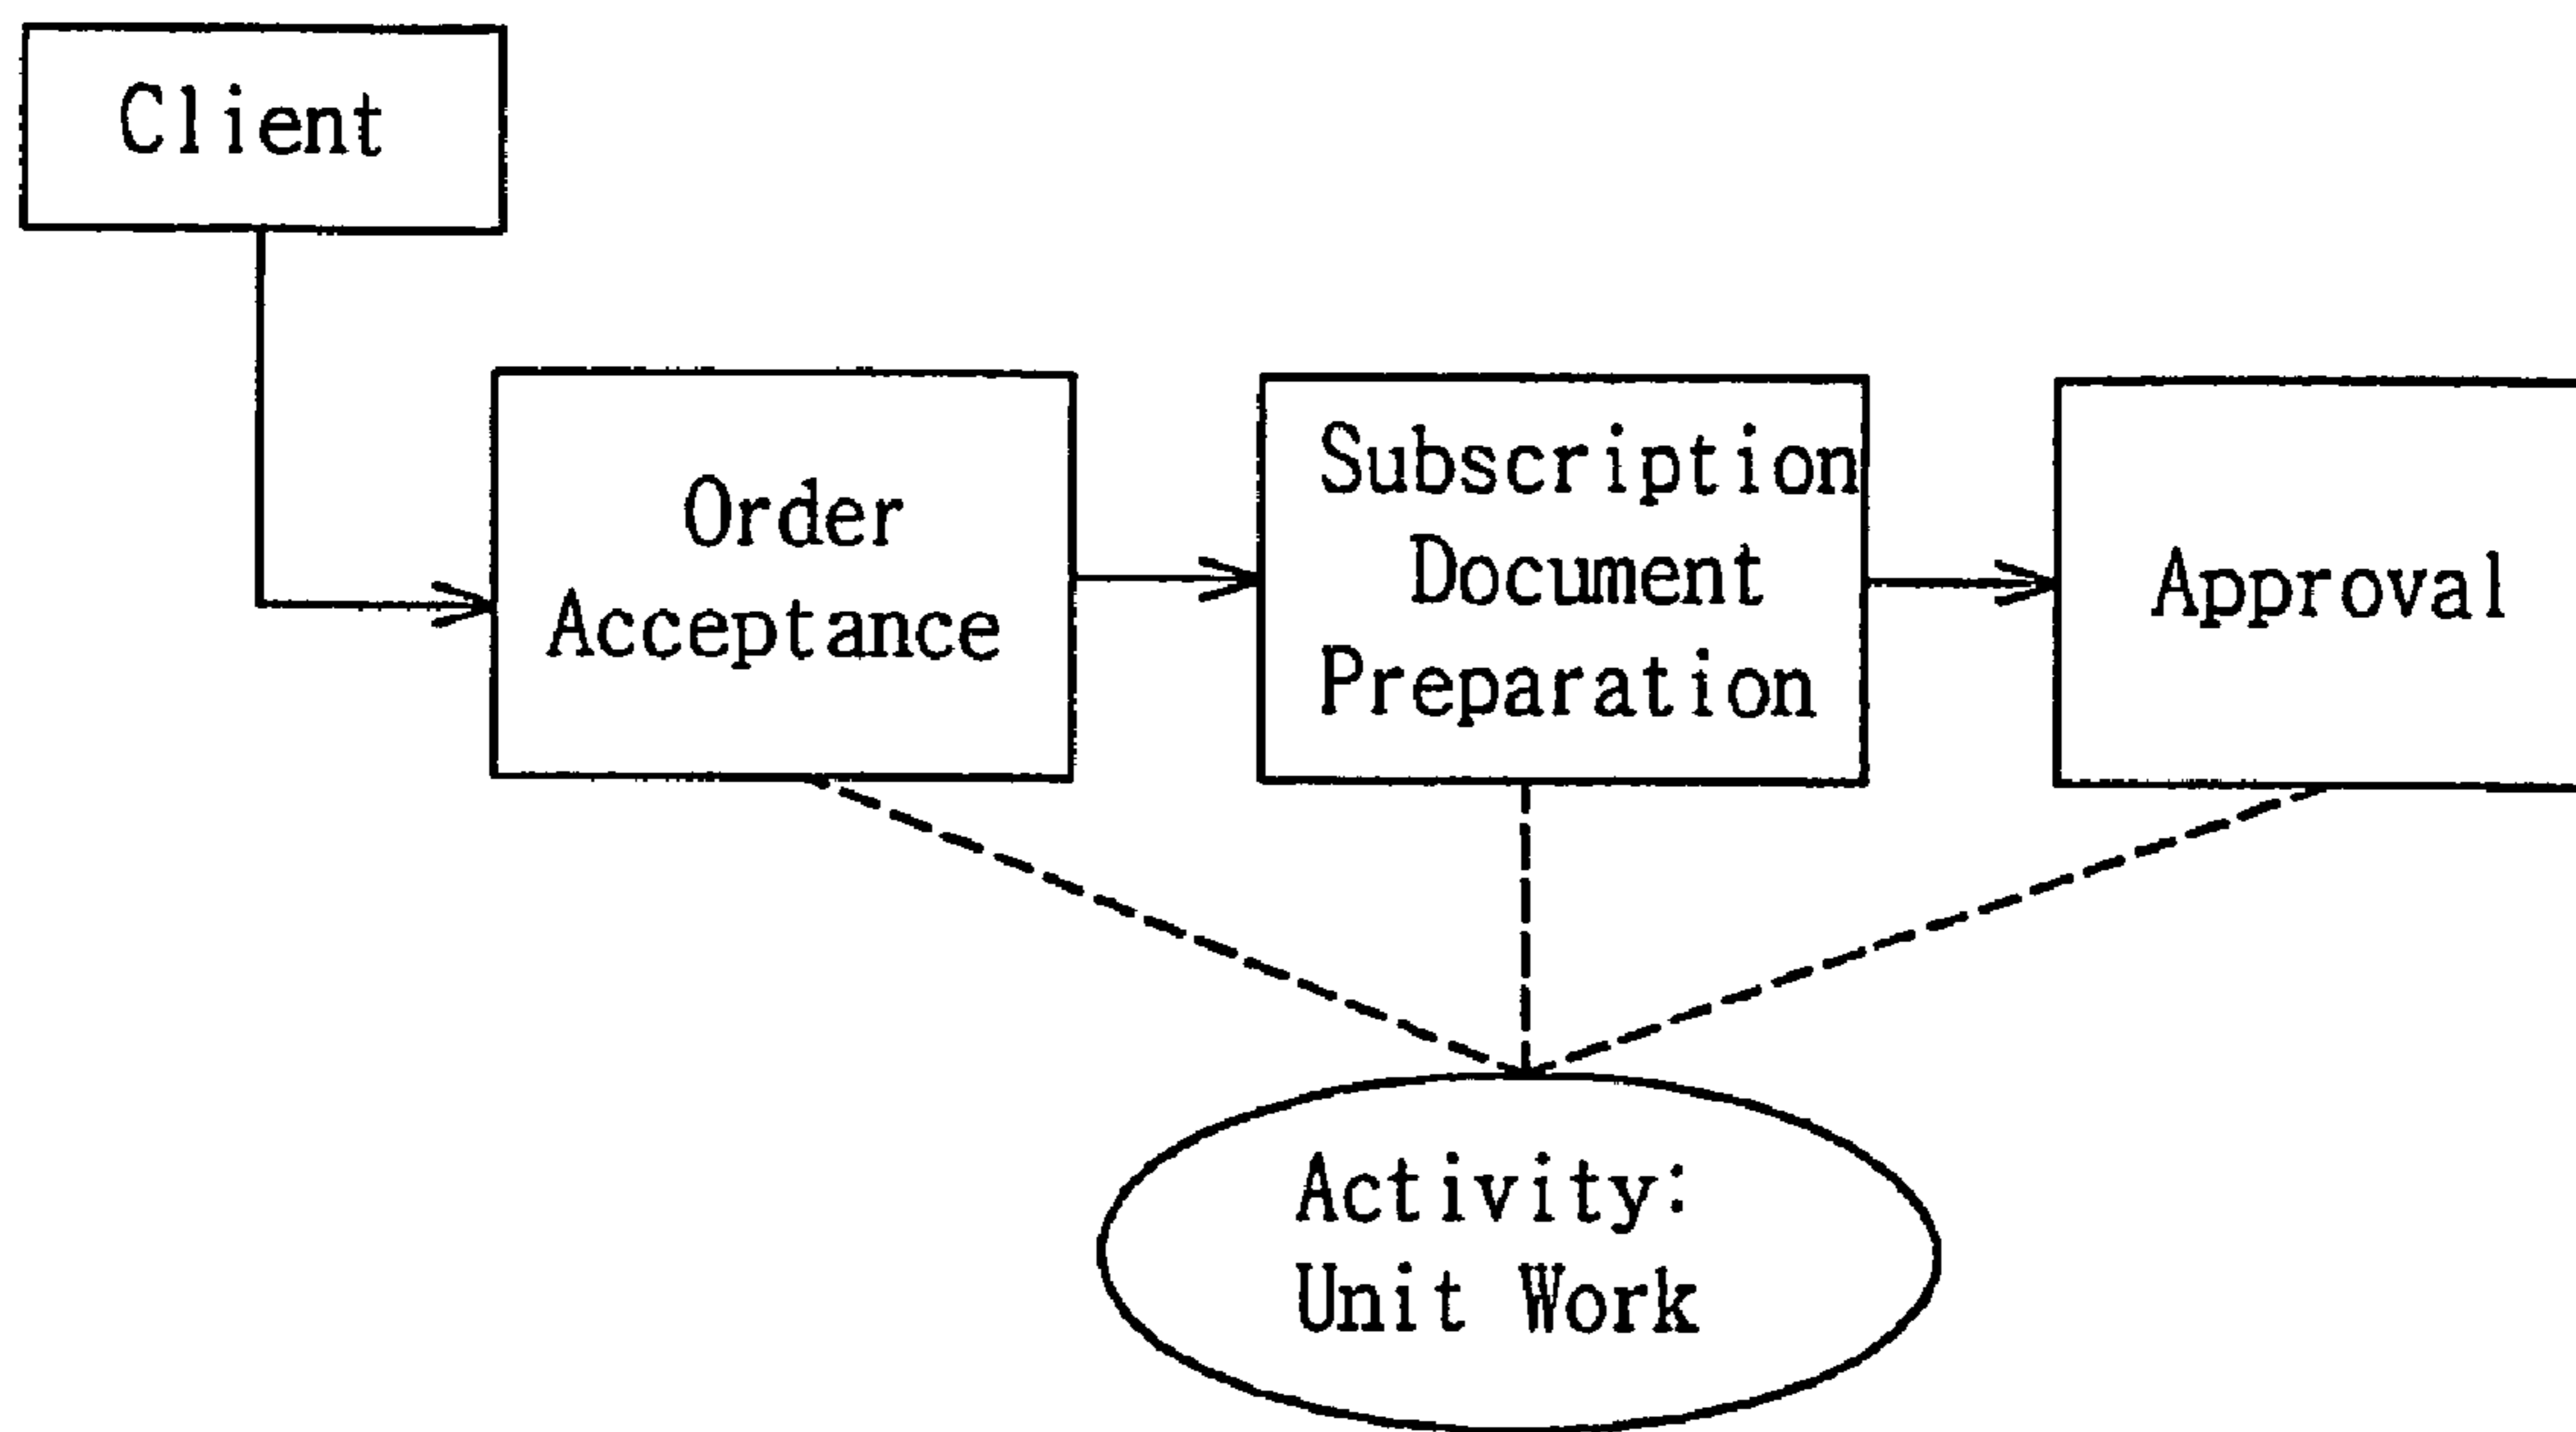 Client
Order
Acceptance
Subscription
Document
Preparation
Approval
Activity:
Unit Work